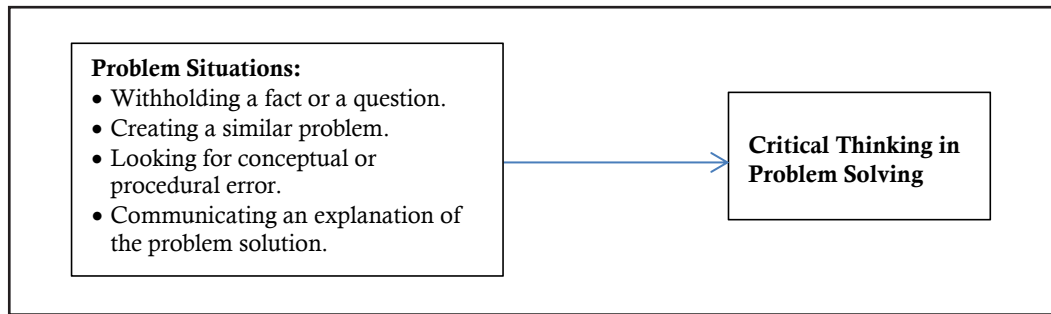 Problem Situations:
• Withholding a fact or a question.
• Creating a similar problem.
• Looking for conceptual or
procedural error.
• Communicating an explanation of
the problem solution.
Critical Thinking in
Problem Solving